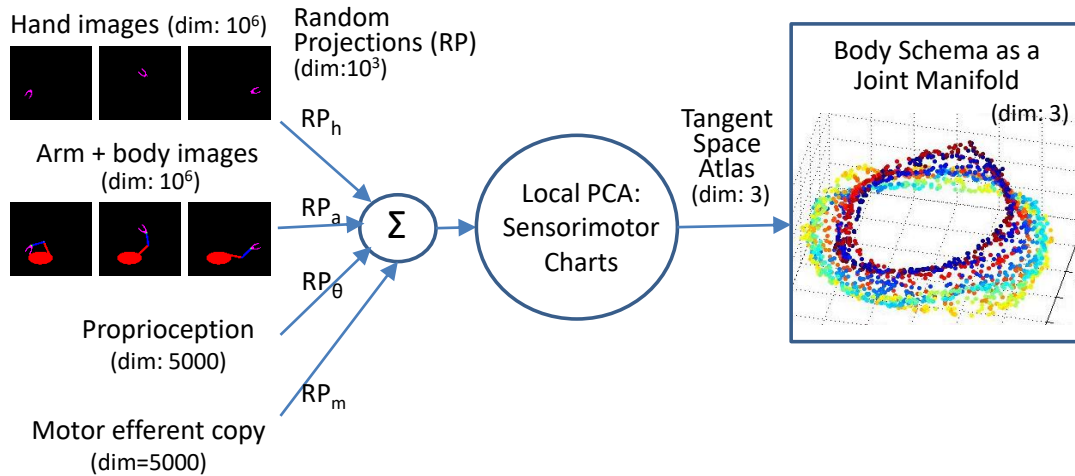 Hand images (dim: 10⁶)
Random
Projections (RP)
(dim:10³)
RPₕ
Arm + body images
(dim: 10⁶)
RPₐ
RP_θ
Proprioception
(dim: 5000)
RPₘ
Motor efferent copy
(dim=5000)
Σ
Local PCA:
Sensorimotor
Charts
Tangent
Space
Atlas
(dim: 3)
Body Schema as a
Joint Manifold
(dim: 3)